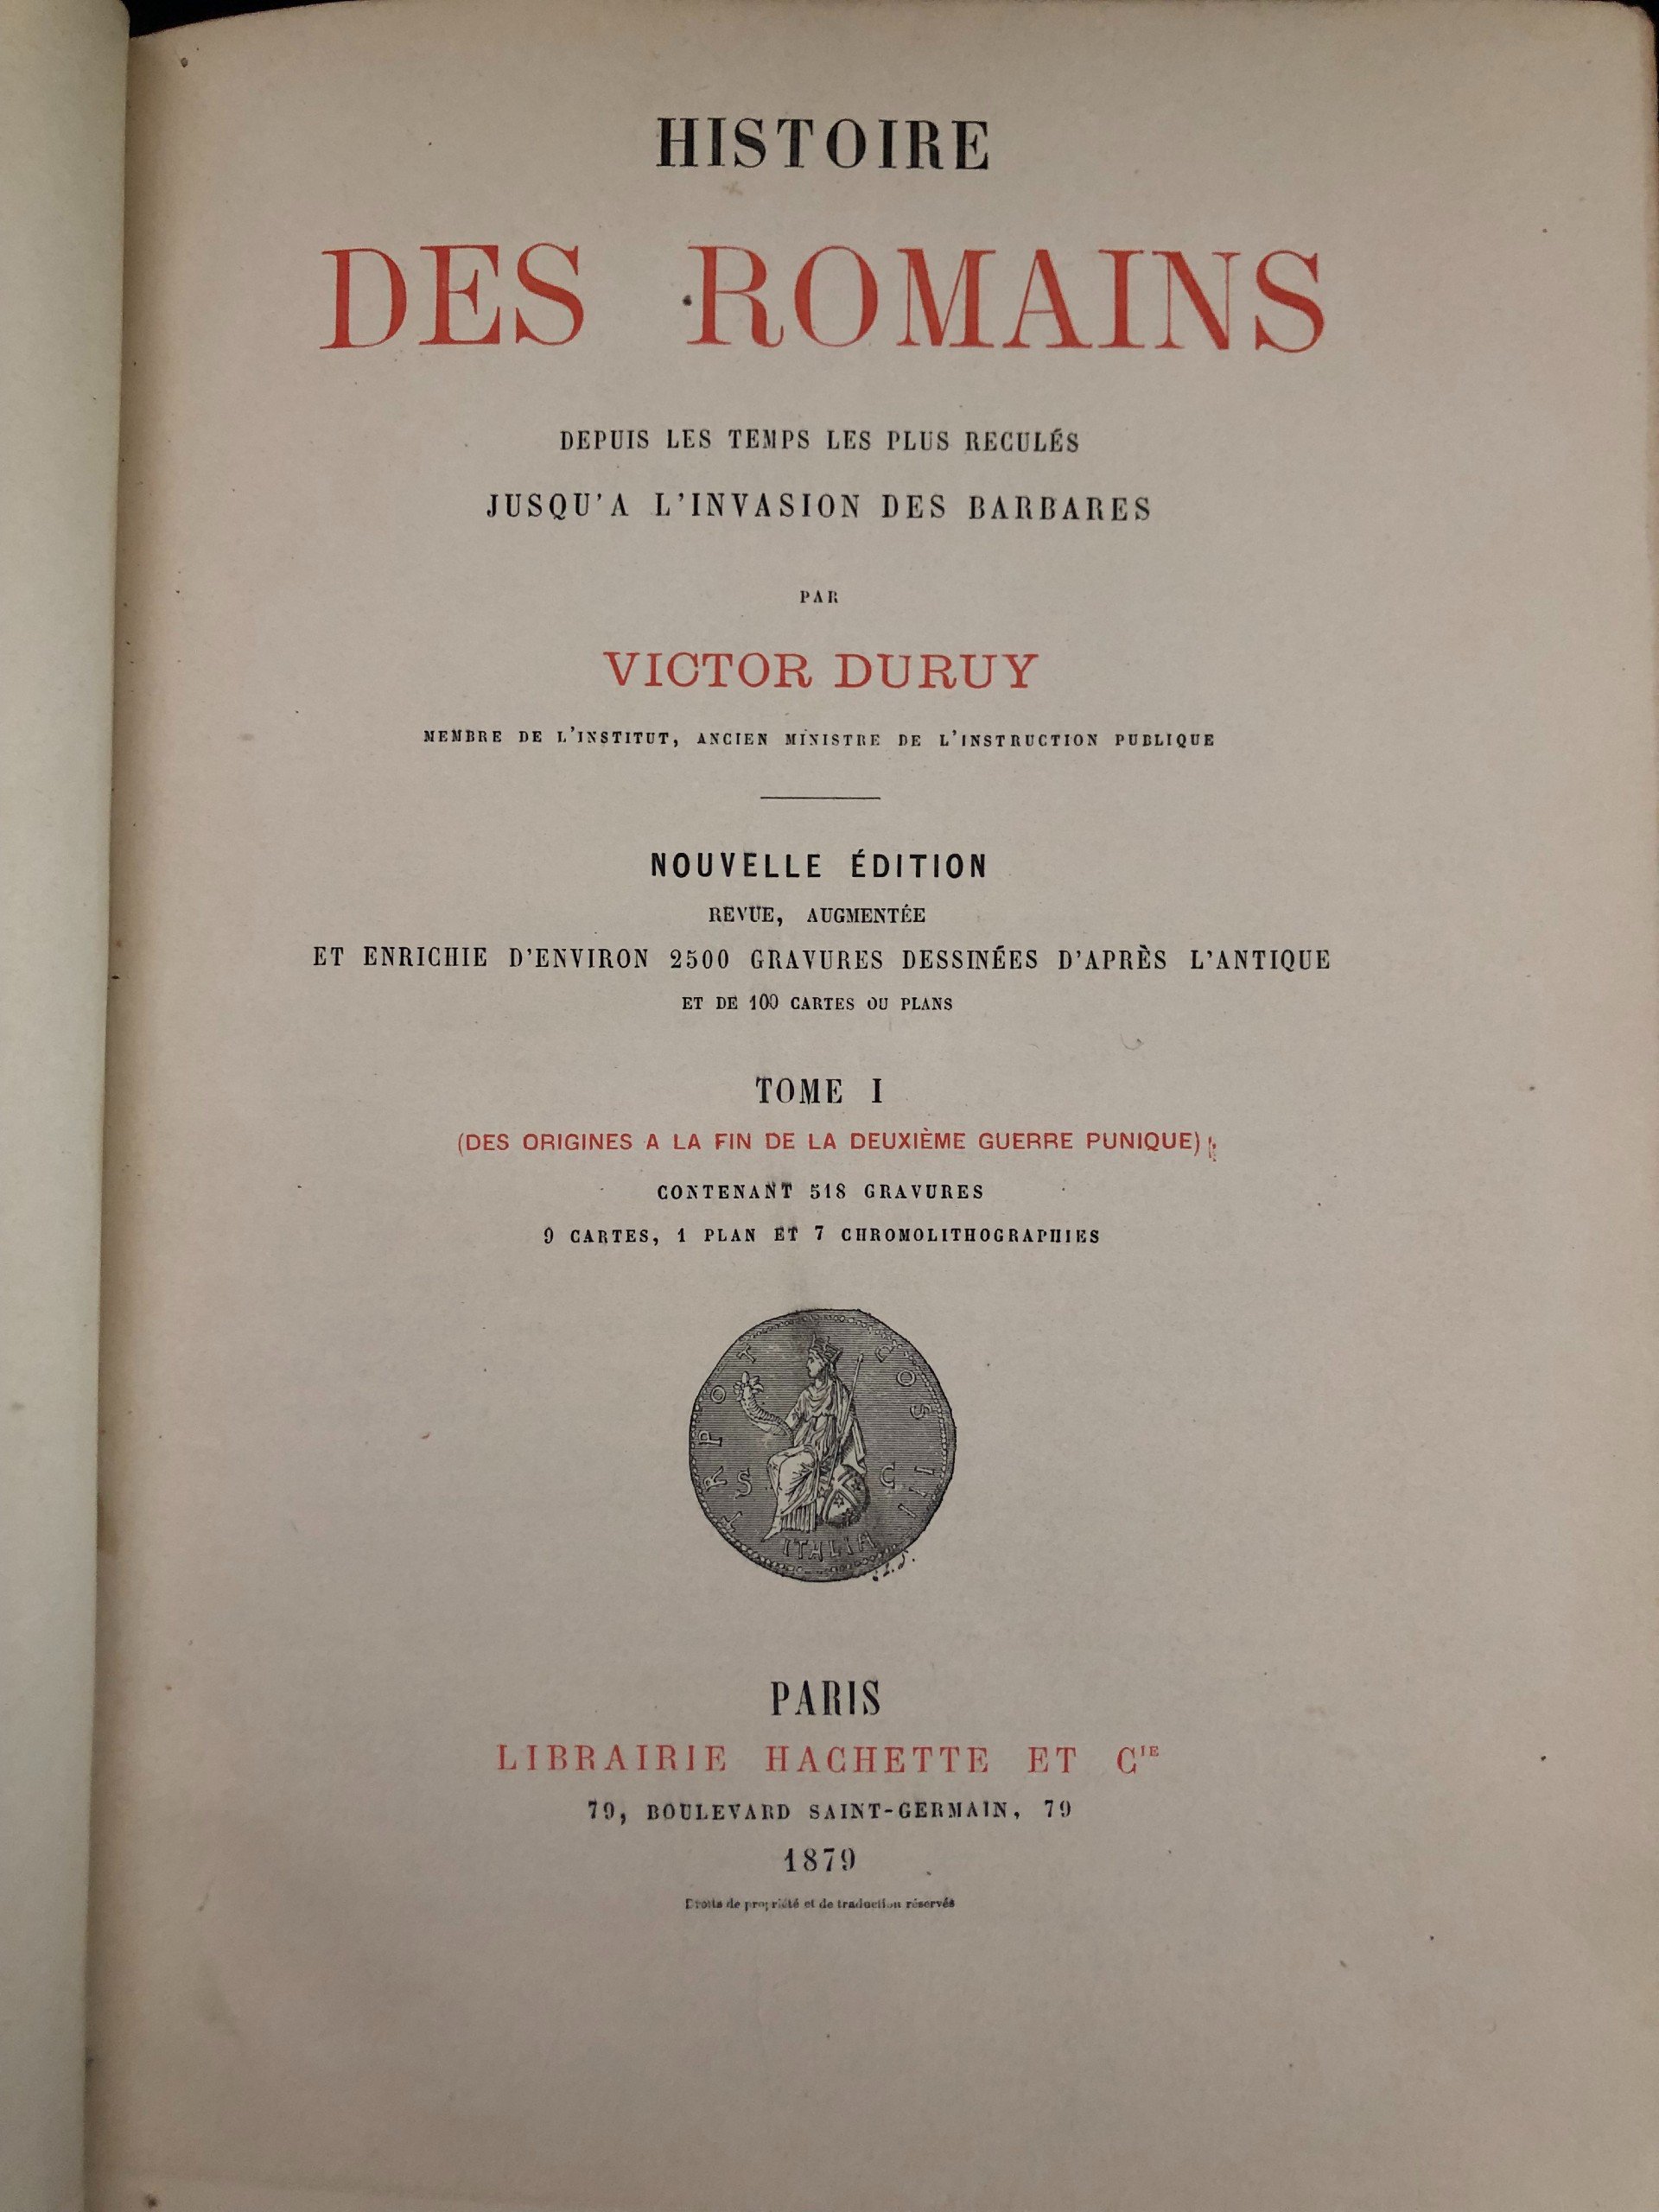 HISTOIRE
DES ROMAINS
DEPUIS LES TEMPS LES PLUS RECULÉS
JUSQU'A L'INVASION DES BARBARES
PAR
VICTOR DURUY
MEMBRE DE L'INSTITUT, ANCIEN MINISTRE DE L'INSTRUCTION PUBLIQUE
NOUVELLE ÉDITION
REVUE, AUGMENTÉE
ET ENRICHIE D'ENVIRON 2500 GRAVURES DESSINÉES D'APRÈS L'ANTIQUE
ET DE 100 CARTES OU PLANS
TOME I
(DES ORIGINES A LA FIN DE LA DEUXIÈME GUERRE PUNIQUE)
CONTENANT 518 GRAVURES
9 CARTES, 1 PLAN ET 7 CHROMOLITHOGRAPHIES
TR POT COS III
S C
ITALIA
PARIS
LIBRAIRIE HACHETTE ET CIE
79, BOULEVARD SAINT-GERMAIN, 79
1879
Droits de propriété et de traduction réservés